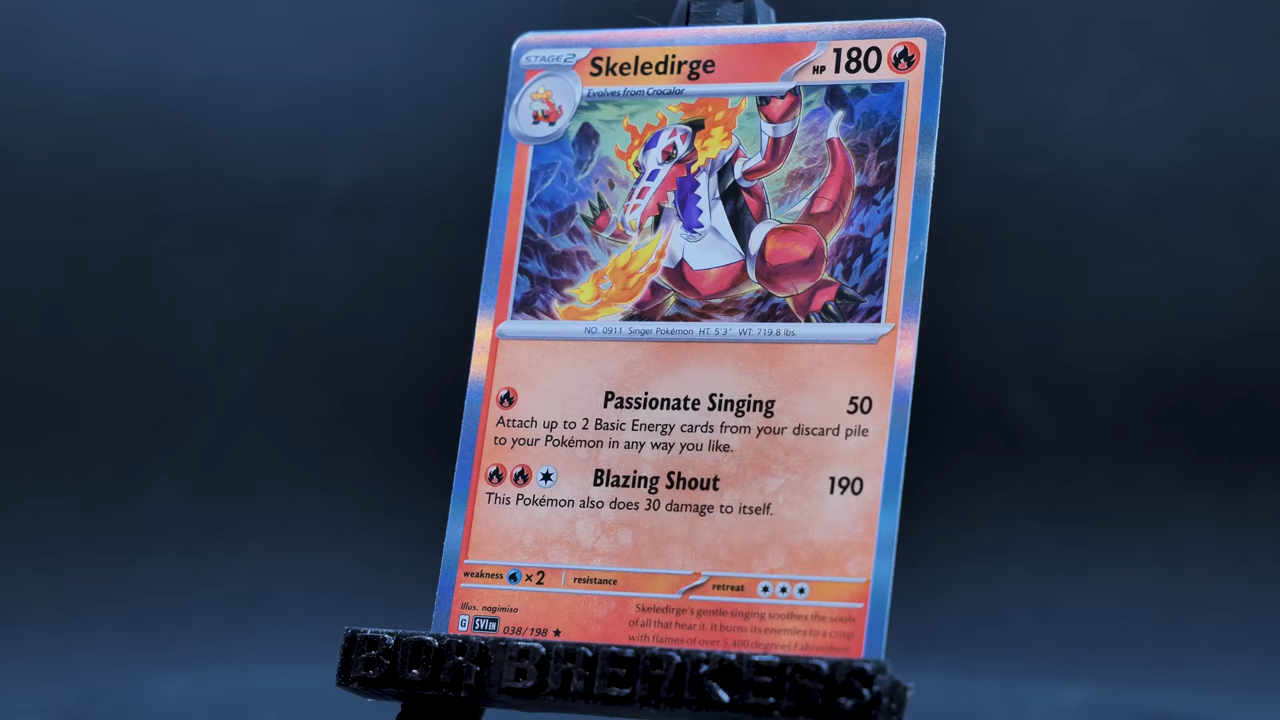 STAGE2 Skeledirge HP 180
Evolves from Crocalor
NO. 0911 Singer Pokémon HT: 5'3" WT: 719.8 lbs.
Passionate Singing 50
Attach up to 2 Basic Energy cards from your discard pile
to your Pokémon in any way you like.
Blazing Shout 190
This Pokémon also does 30 damage to itself.
weakness ×2 resistance retreat
Illus. nagimiso
G SVI EN 038/198
Skeledirge's gentle singing soothes the souls
of all that hear it. It burns its enemies to a crisp
with flames of over 5,400 degrees Fahrenheit.
BREAKERS